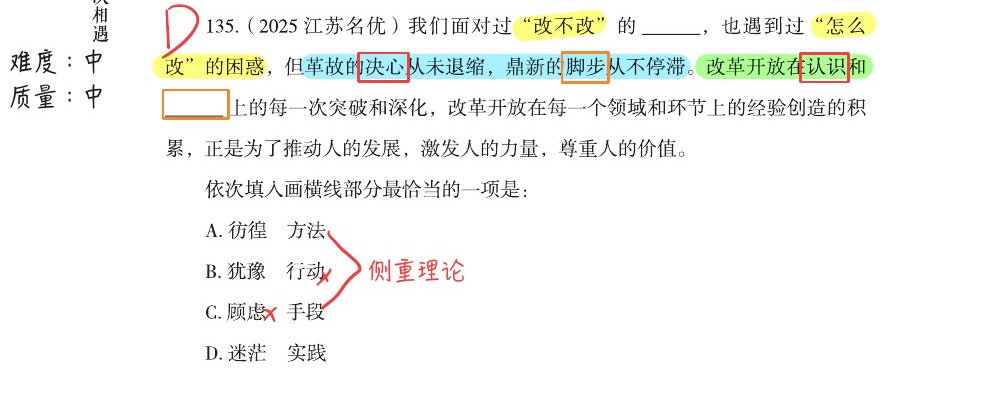 次相遇
难度：中
质量：中
D
135.（2025 江苏名优）我们面对过“改不改”的 ______，也遇到过“怎么
改”的困惑，但革故的决心从未退缩，鼎新的脚步从不停滞。改革开放在认识和
______上的每一次突破和深化，改革开放在每一个领域和环节上的经验创造的积
累，正是为了推动人的发展，激发人的力量，尊重人的价值。
依次填入画横线部分最恰当的一项是：
A. 彷徨 方法
B. 犹豫 行动
C. 顾虑 手段
D. 迷茫 实践
侧重理论